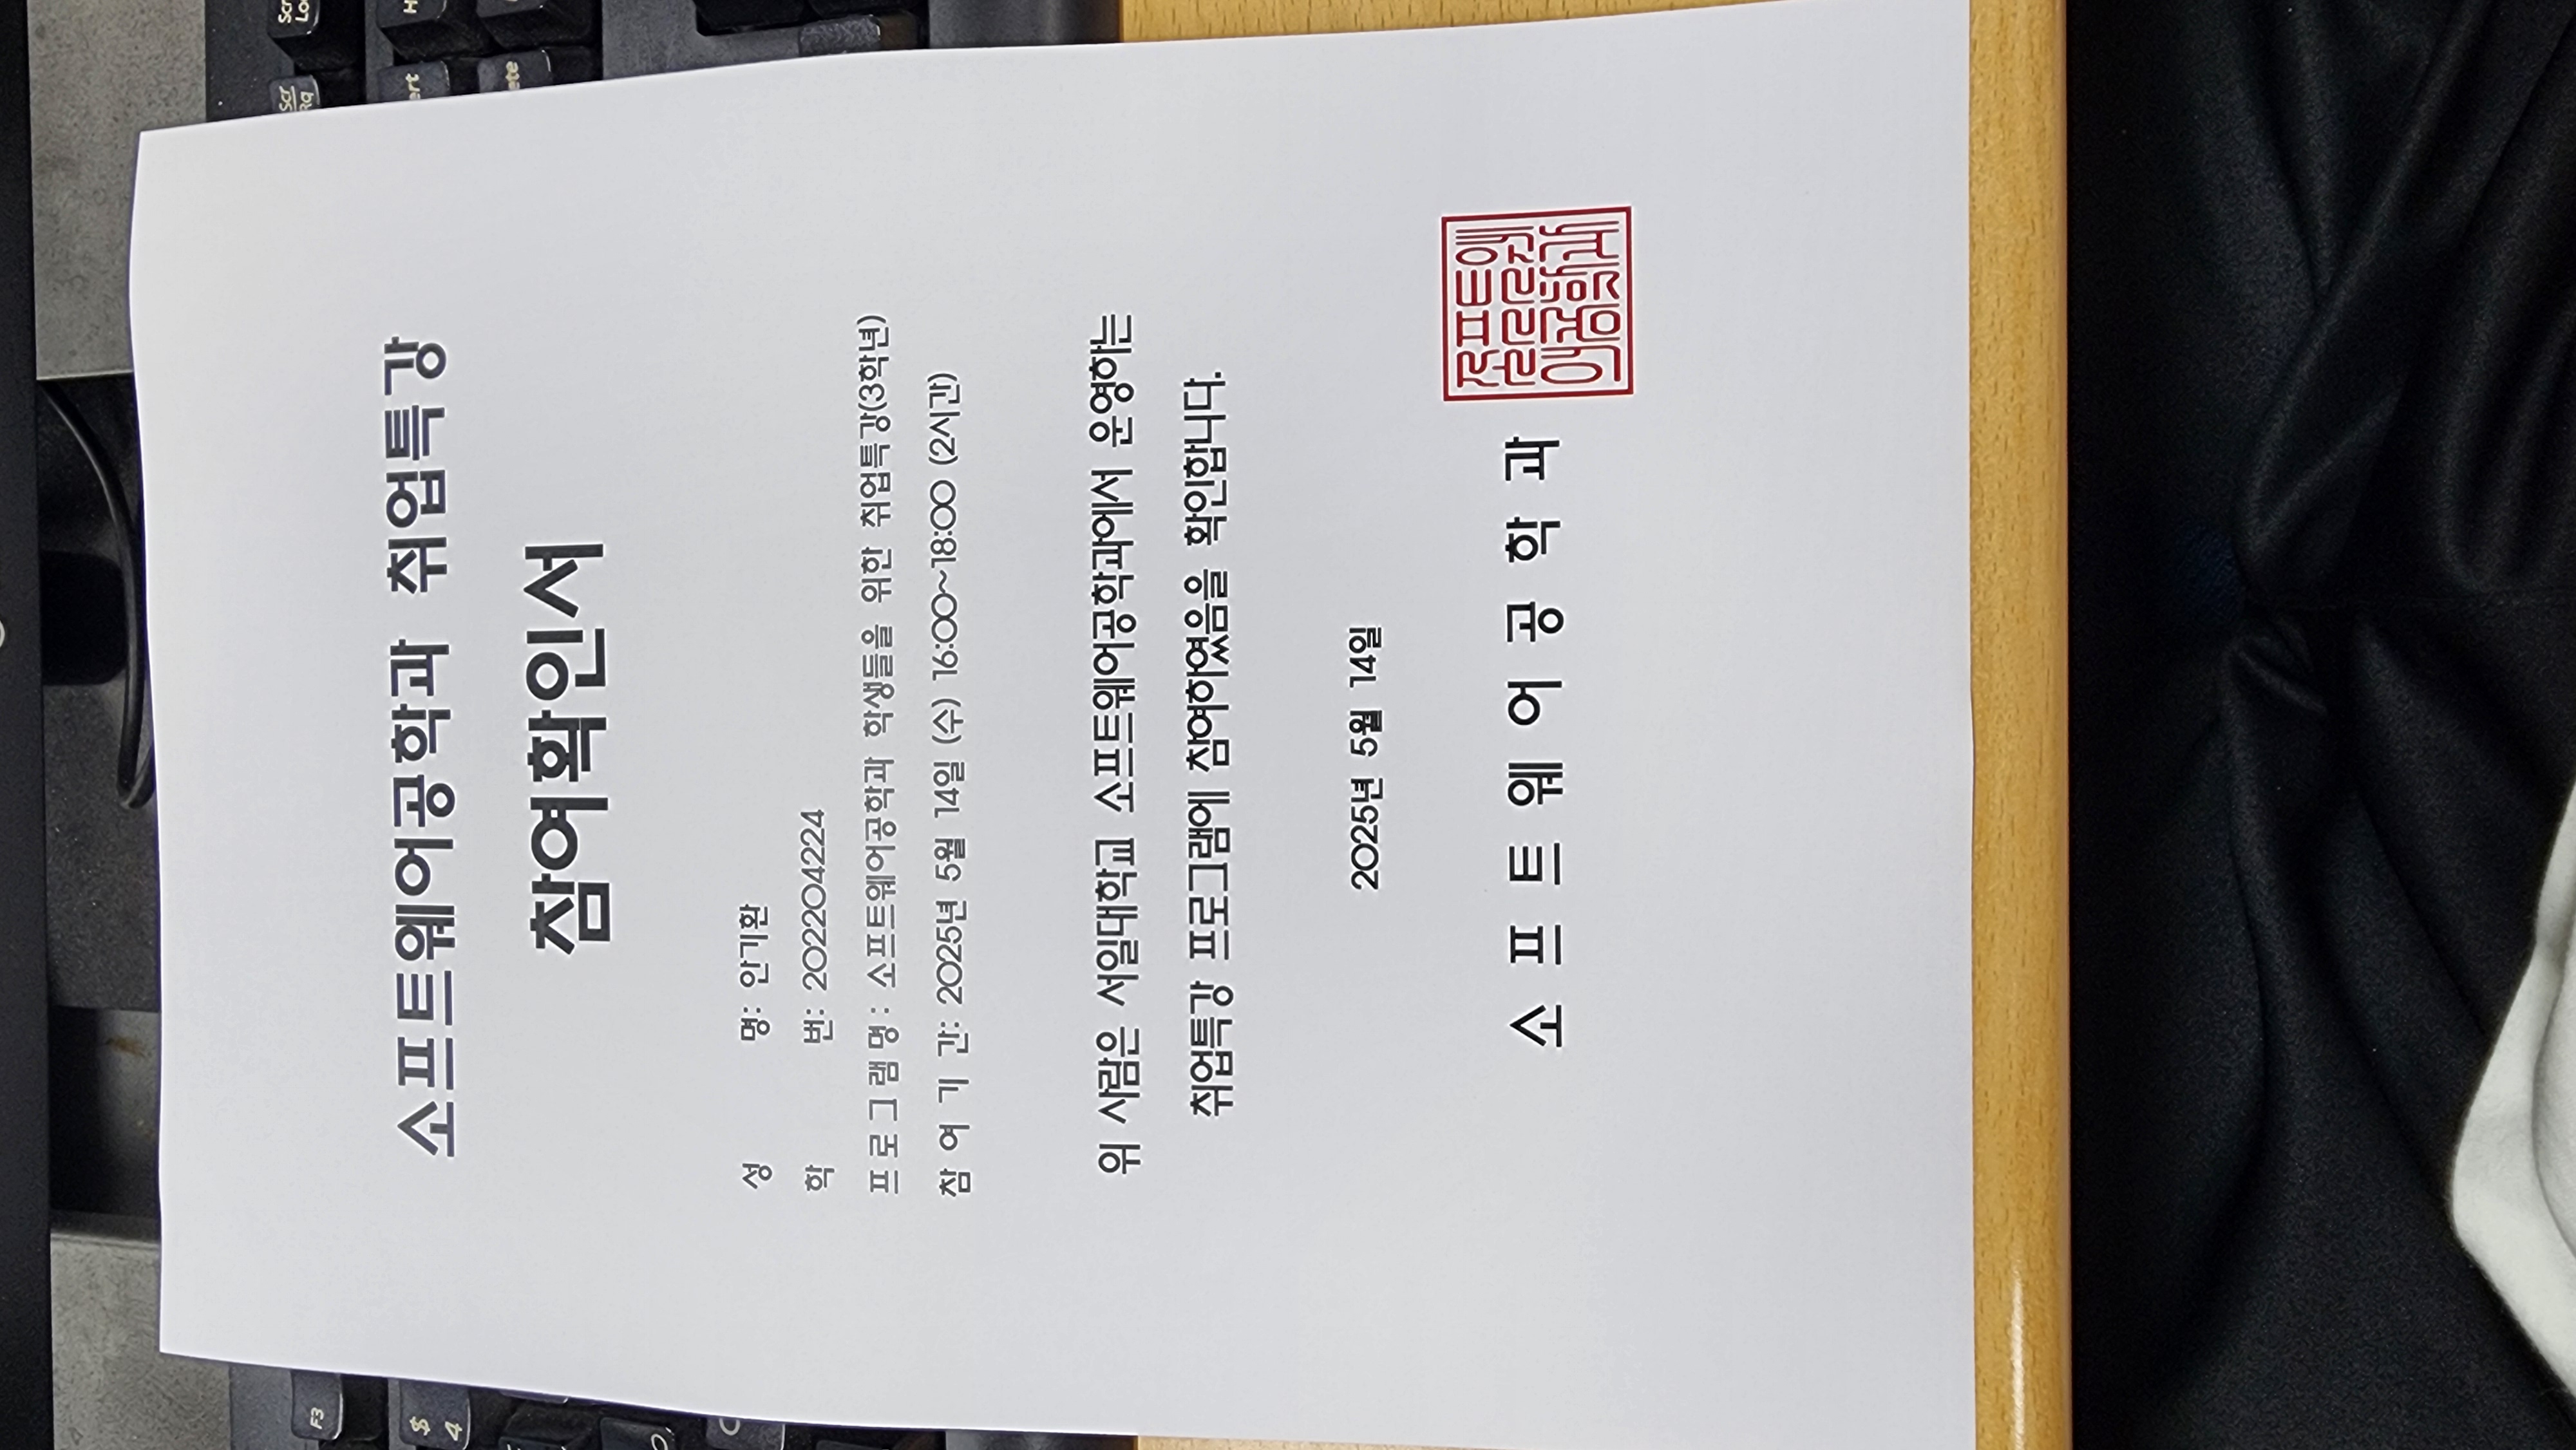 소프트웨어공학과 취업특강
참여확인서
성 명: 안기환
학 번: 202204224
프로그램명: 소프트웨어공학과 학생들을 위한 취업특강(3학년)
참여기간: 2025년 5월 14일 (수) 16:00~18:00 (2시간)
위 사람은 서일대학교 소프트웨어공학과에서 운영하는
취업특강 프로그램에 참여하였음을 확인합니다.
2025년 5월 14일
소프트웨어공학과
소프트웨
어공학과
F3
$
4
Scr